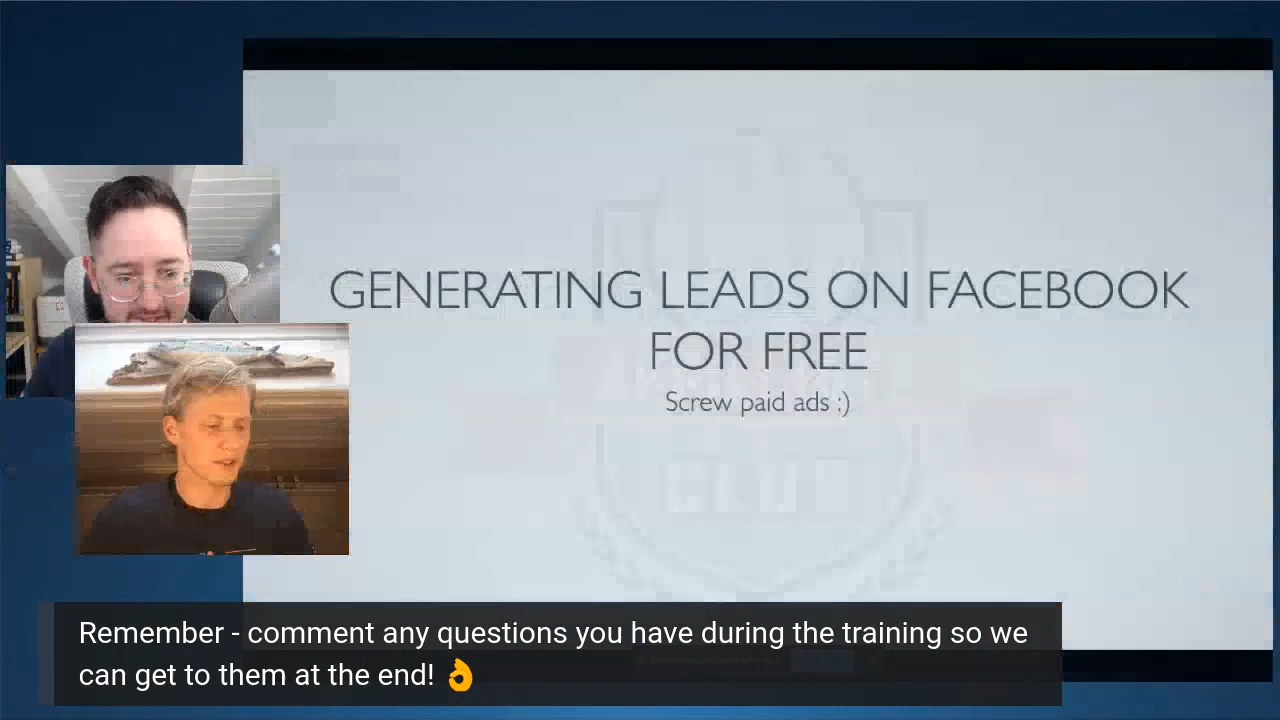 GENERATING LEADS ON FACEBOOK
FOR FREE
Screw paid ads :)
CLUB
Remember - comment any questions you have during the training so we
can get to them at the end! 👌